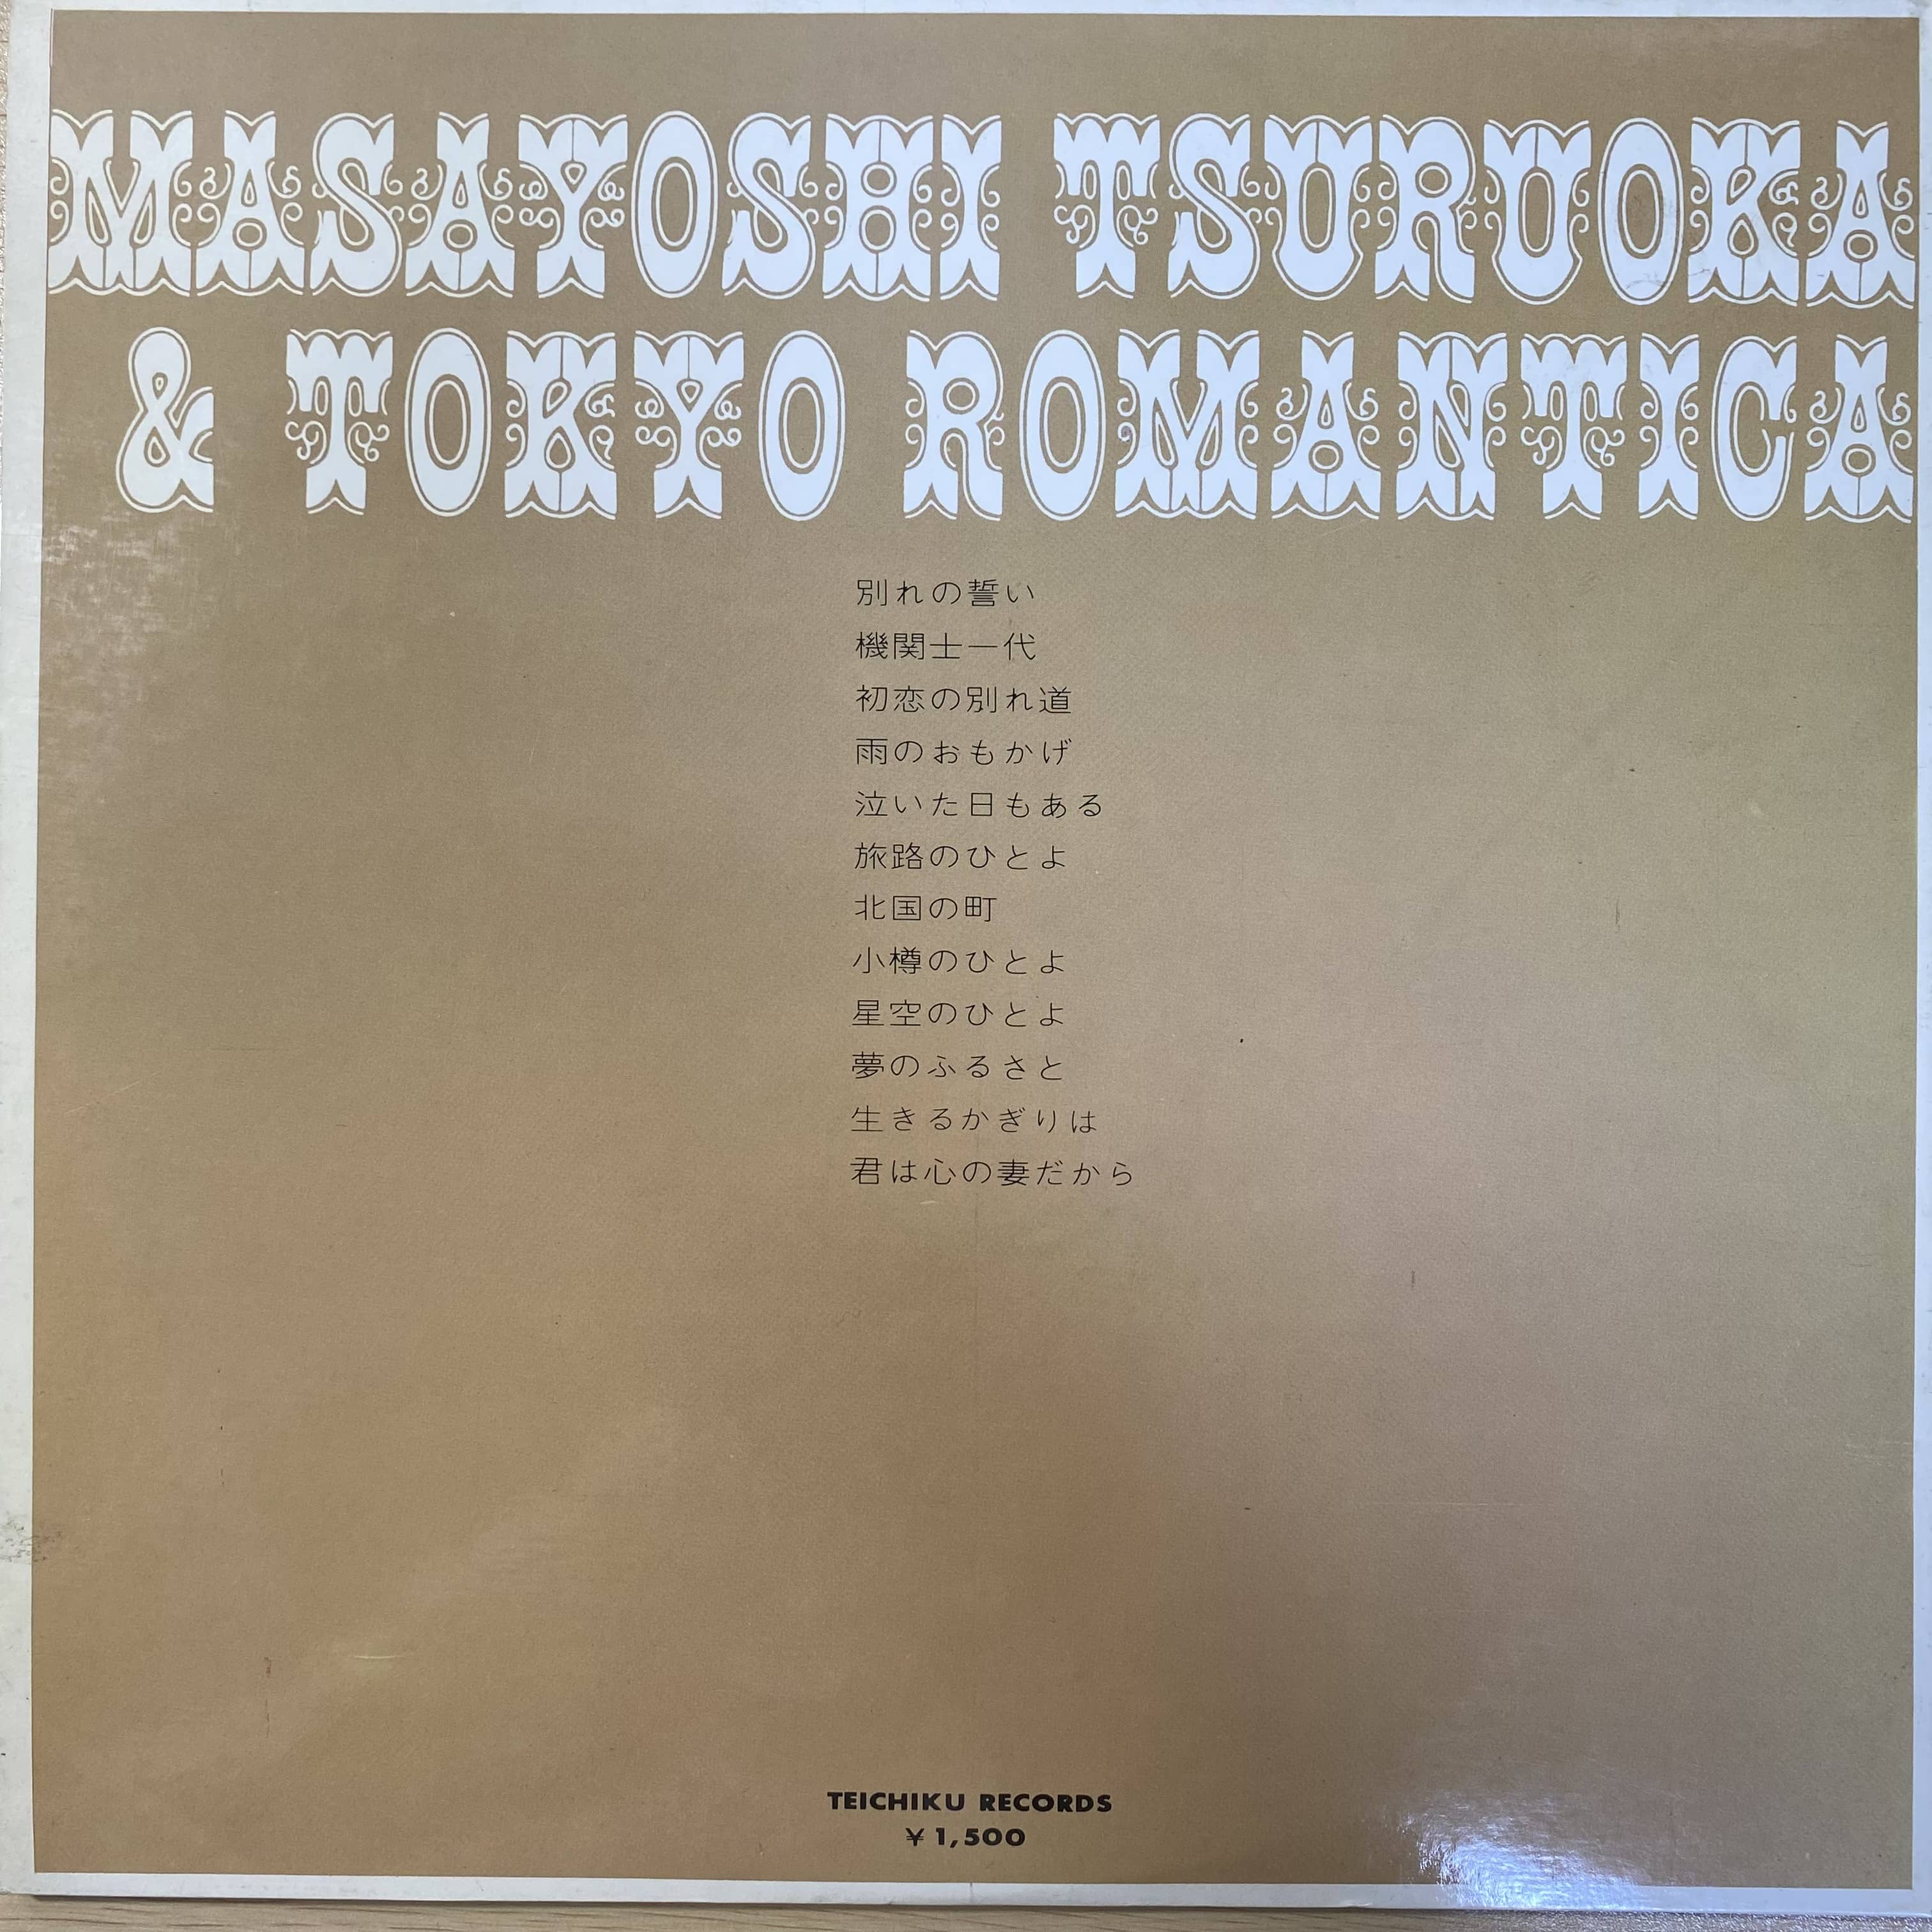 MASAYOSHI TSURUOKA
& TOKYO ROMANTICA
別れの誓い
機関士一代
初恋の別れ道
雨のおもかげ
泣いた日もある
旅路のひとよ
北国の町
小樽のひとよ
星空のひとよ
夢のふるさと
生きるかぎりは
君は心の妻だから
TEICHIKU RECORDS
¥1,500